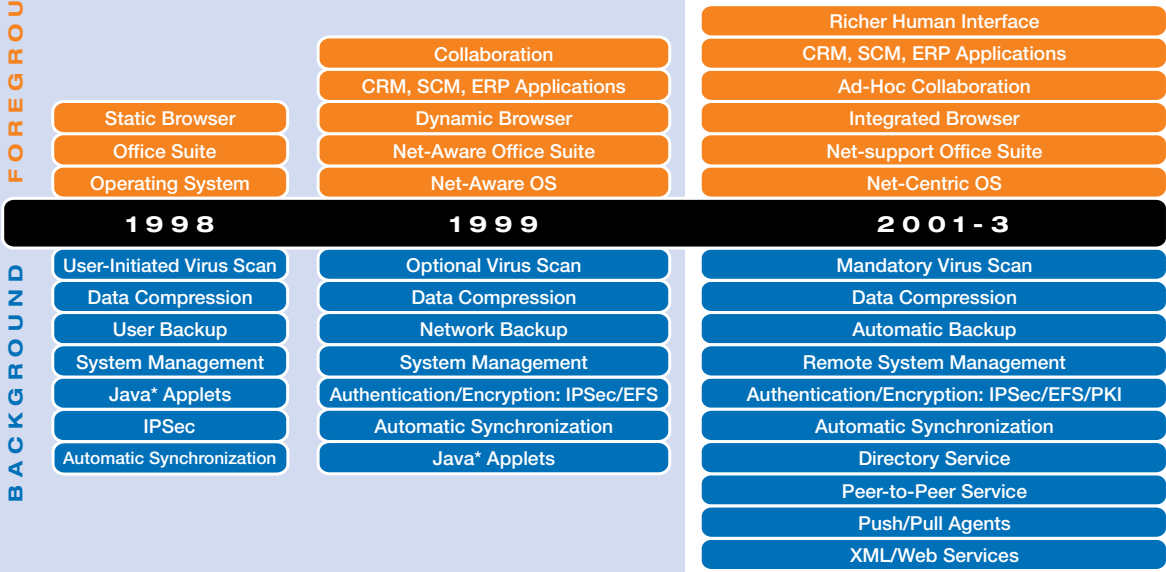 FOREGROU
Static Browser
Office Suite
Operating System
Collaboration
CRM, SCM, ERP Applications
Dynamic Browser
Net-Aware Office Suite
Net-Aware OS
Richer Human Interface
CRM, SCM, ERP Applications
Ad-Hoc Collaboration
Integrated Browser
Net-support Office Suite
Net-Centric OS
1998
1999
2001-3
BACKGROUND
User-Initiated Virus Scan
Data Compression
User Backup
System Management
Java* Applets
IPSec
Automatic Synchronization
Optional Virus Scan
Data Compression
Network Backup
System Management
Authentication/Encryption: IPSec/EFS
Automatic Synchronization
Java* Applets
Mandatory Virus Scan
Data Compression
Automatic Backup
Remote System Management
Authentication/Encryption: IPSec/EFS/PKI
Automatic Synchronization
Directory Service
Peer-to-Peer Service
Push/Pull Agents
XML/Web Services